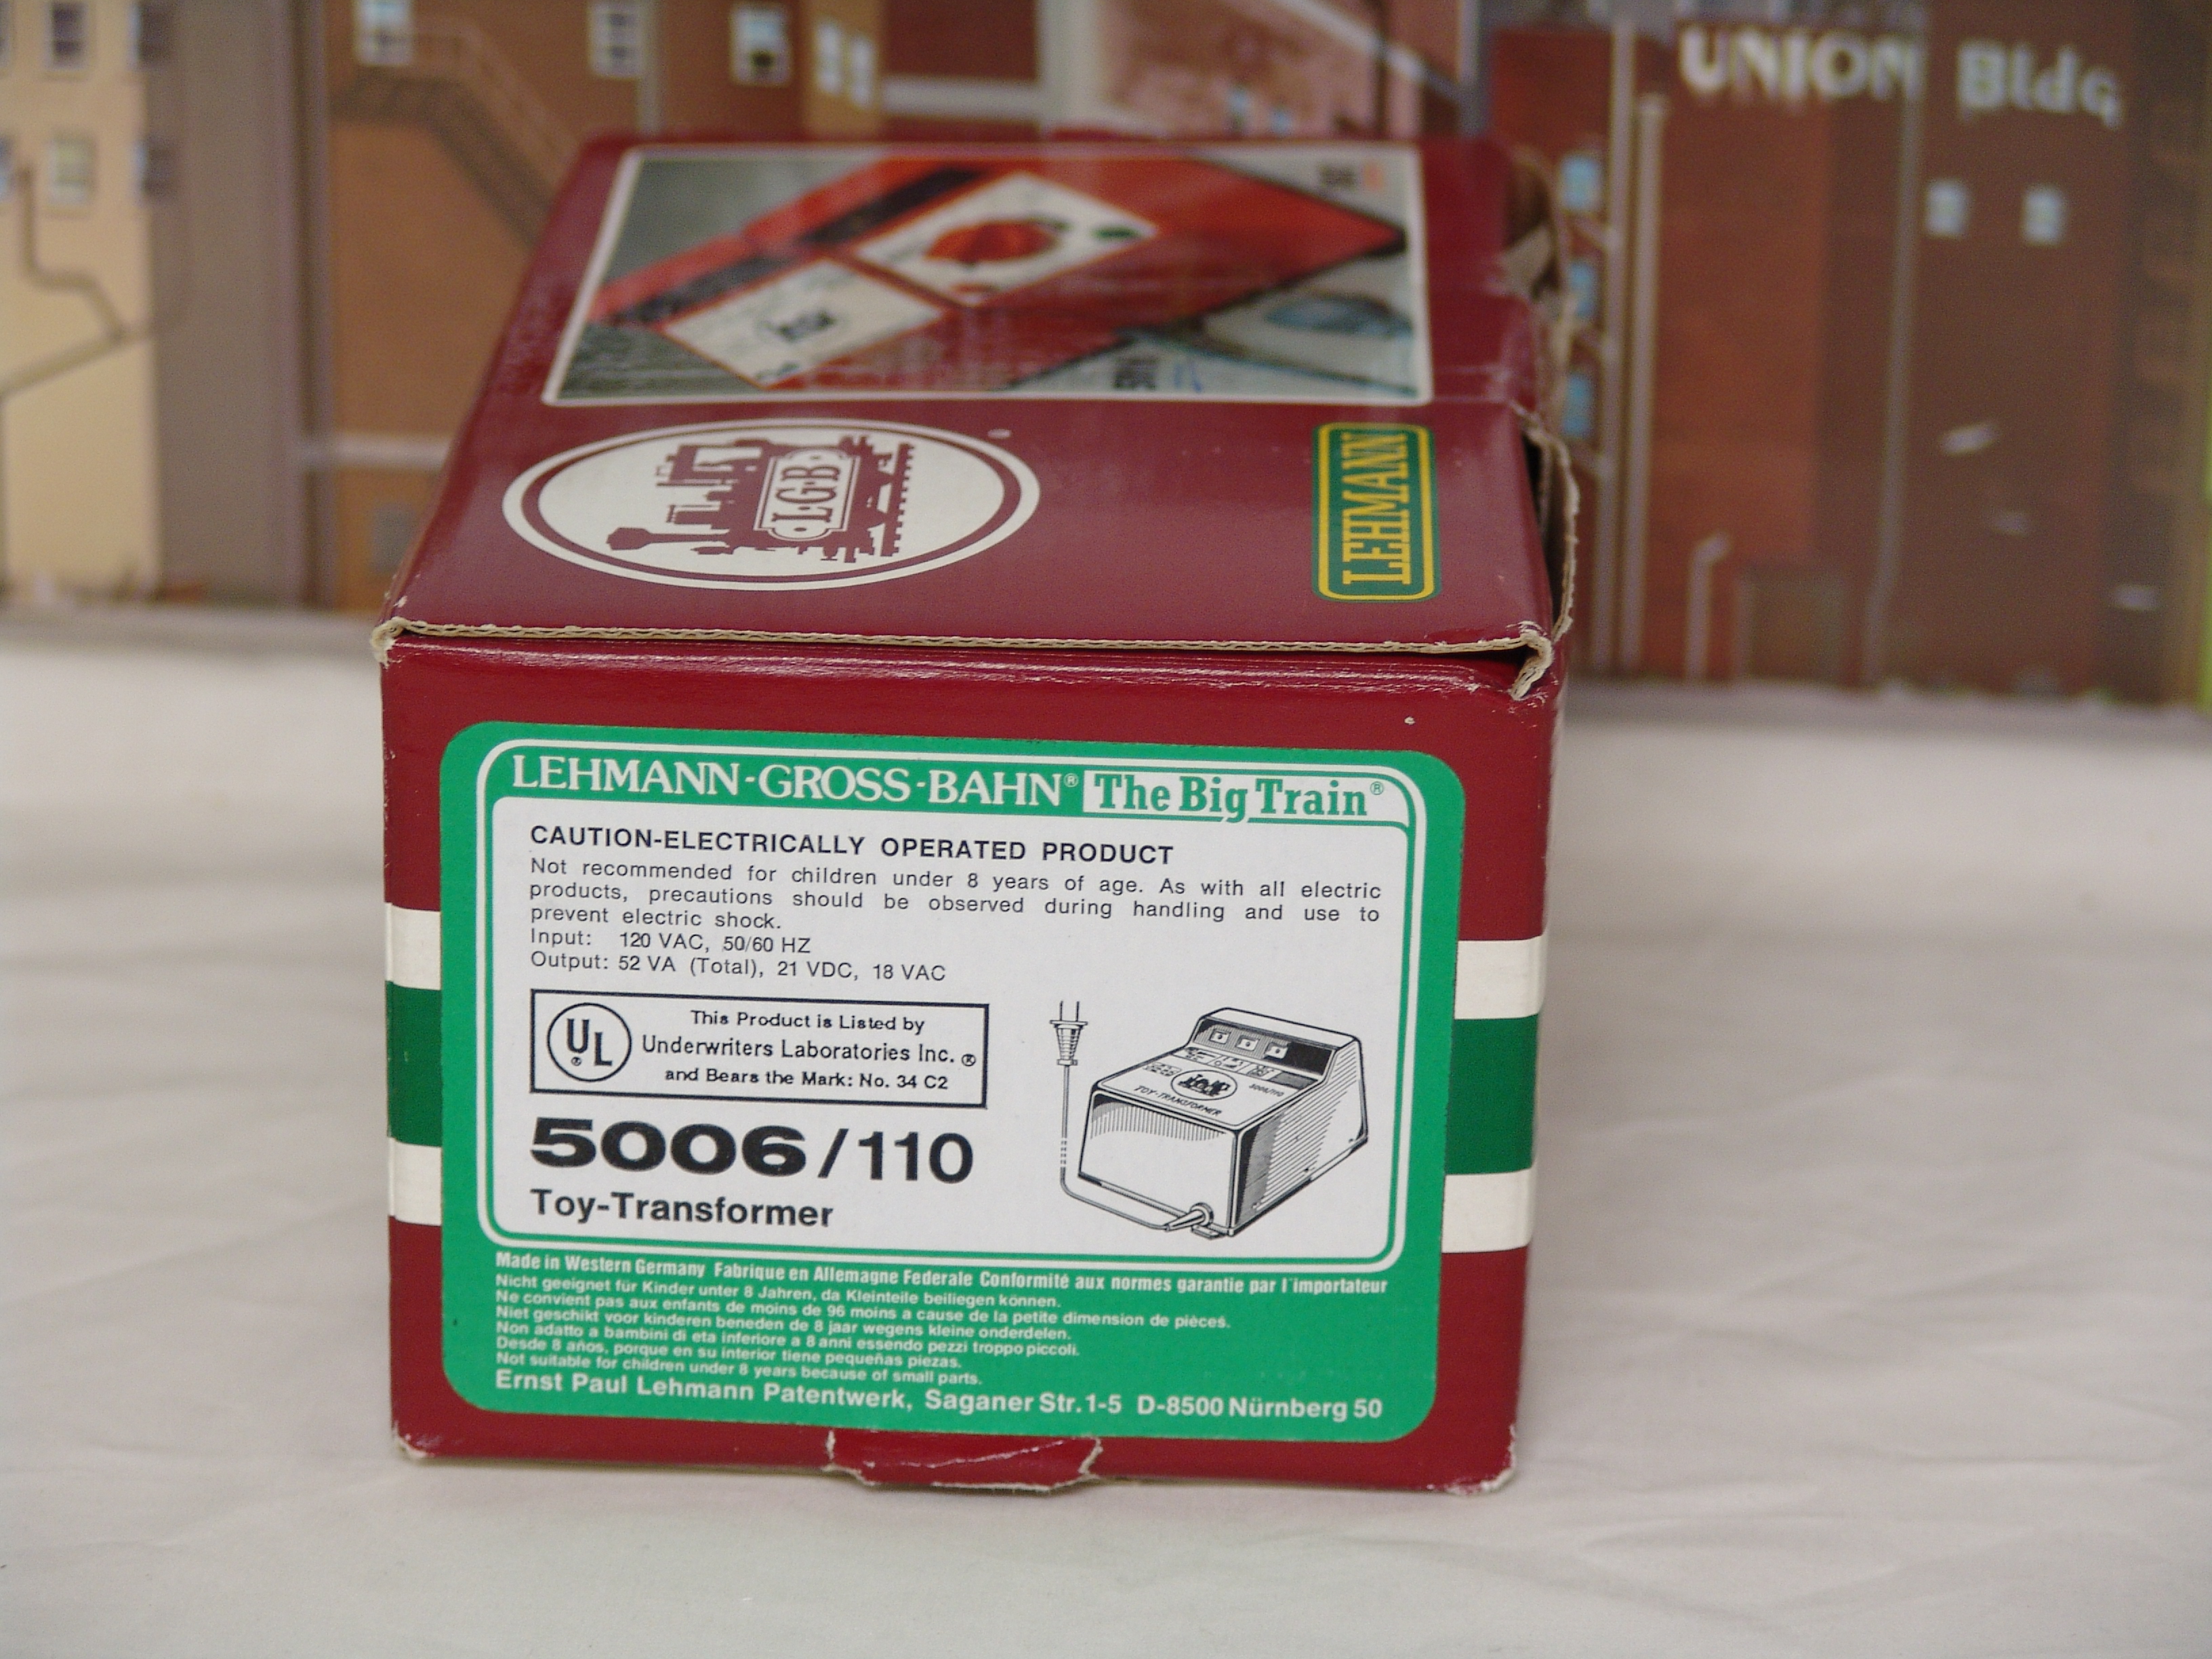 UNION Bldg
L·G·B
LEHMANN
LEHMANN-GROSS-BAHN® The Big Train®
CAUTION-ELECTRICALLY OPERATED PRODUCT
Not recommended for children under 8 years of age. As with all electric
products, precautions should be observed during handling and use to
prevent electric shock.
Input: 120 VAC, 50/60 HZ
Output: 52 VA (Total), 21 VDC, 18 VAC
UL®
This Product is Listed by
Underwriters Laboratories Inc.®
and Bears the Mark: No. 34 C2
TOY-TRANSFORMER
5006/110
5006/110
Toy-Transformer
Made in Western Germany Fabrique en Allemagne Federale Conformité aux normes garantie par l'importateur
Nicht geeignet für Kinder unter 8 Jahren, da Kleinteile beiliegen können.
Ne convient pas aux enfants de moins de 96 moins a cause de la petite dimension de pièces.
Niet geschikt voor kinderen beneden de 8 jaar wegens kleine onderdelen.
Non adatto a bambini di eta inferiore a 8 anni essendo pezzi troppo piccoli.
Desde 8 años, porque en su interior tiene pequeñas piezas.
Not suitable for children under 8 years because of small parts.
Ernst Paul Lehmann Patentwerk, Saganer Str. 1-5 D-8500 Nürnberg 50